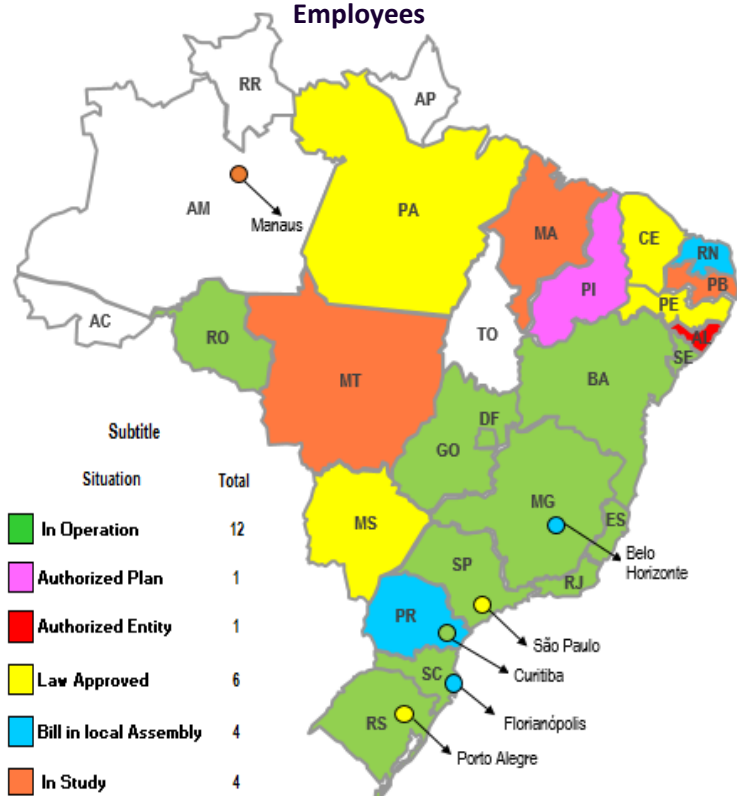 Employees
RR
AP
AM
Manaus
PA
MA
CE
RN
PB
PI
PE
AL
SE
AC
RO
TO
MT
BA
DF
GO
MG
ES
MS
Belo
Horizonte
SP
RJ
PR
São Paulo
Curitiba
SC
Florianópolis
RS
Porto Alegre
Subtitle
Situation Total
In Operation 12
Authorized Plan 1
Authorized Entity 1
Law Approved 6
Bill in local Assembly 4
In Study 4